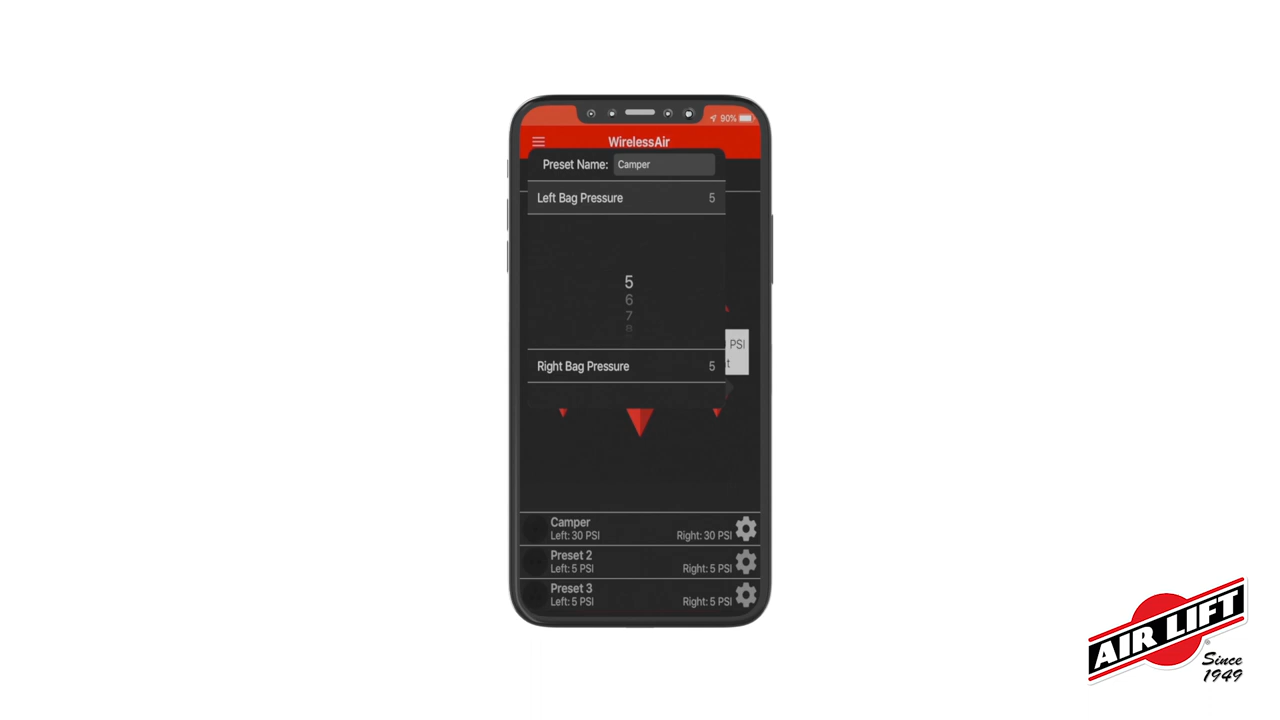 90%
WirelessAir
Preset Name: Camper
Left Bag Pressure 5
5
6
7
8
PSI
t
Right Bag Pressure 5
Camper
Left: 30 PSI Right: 30 PSI
Preset 2
Left: 5 PSI Right: 5 PSI
Preset 3
Left: 5 PSI Right: 5 PSI
AIR LIFT
®
Since
1949